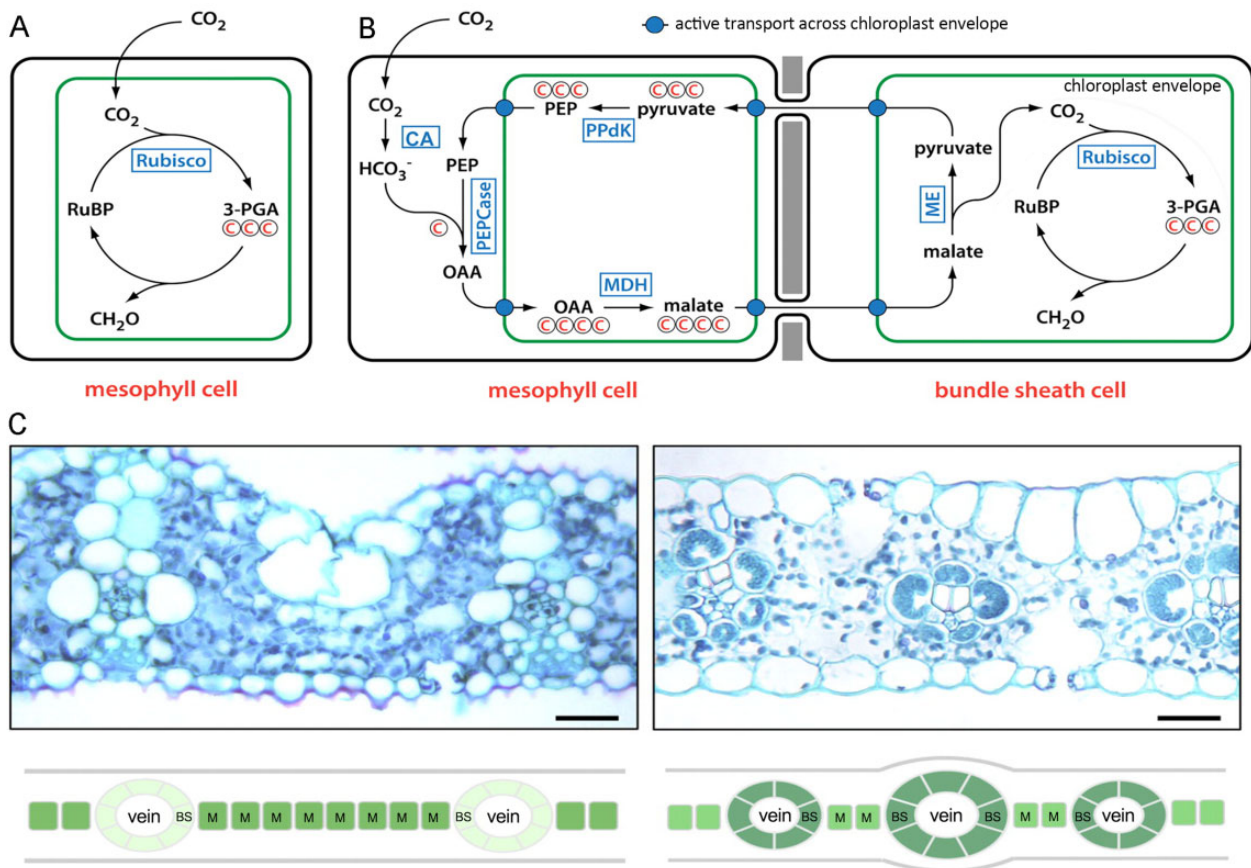 A
CO₂
CO₂
Rubisco
RuBP
3-PGA
C C C
CH₂O
mesophyll cell
B
CO₂
active transport across chloroplast envelope
CO₂
CA
HCO₃⁻
C
PEP
PEPCase
OAA
C C C
PEP
C C C
pyruvate
PPdK
MDH
OAA
C C C C
malate
C C C C
mesophyll cell
chloroplast envelope
pyruvate
ME
malate
CO₂
Rubisco
RuBP
3-PGA
C C C
CH₂O
bundle sheath cell
C
vein BS M M M M M M M M BS vein
vein BS M M BS vein BS M M BS vein